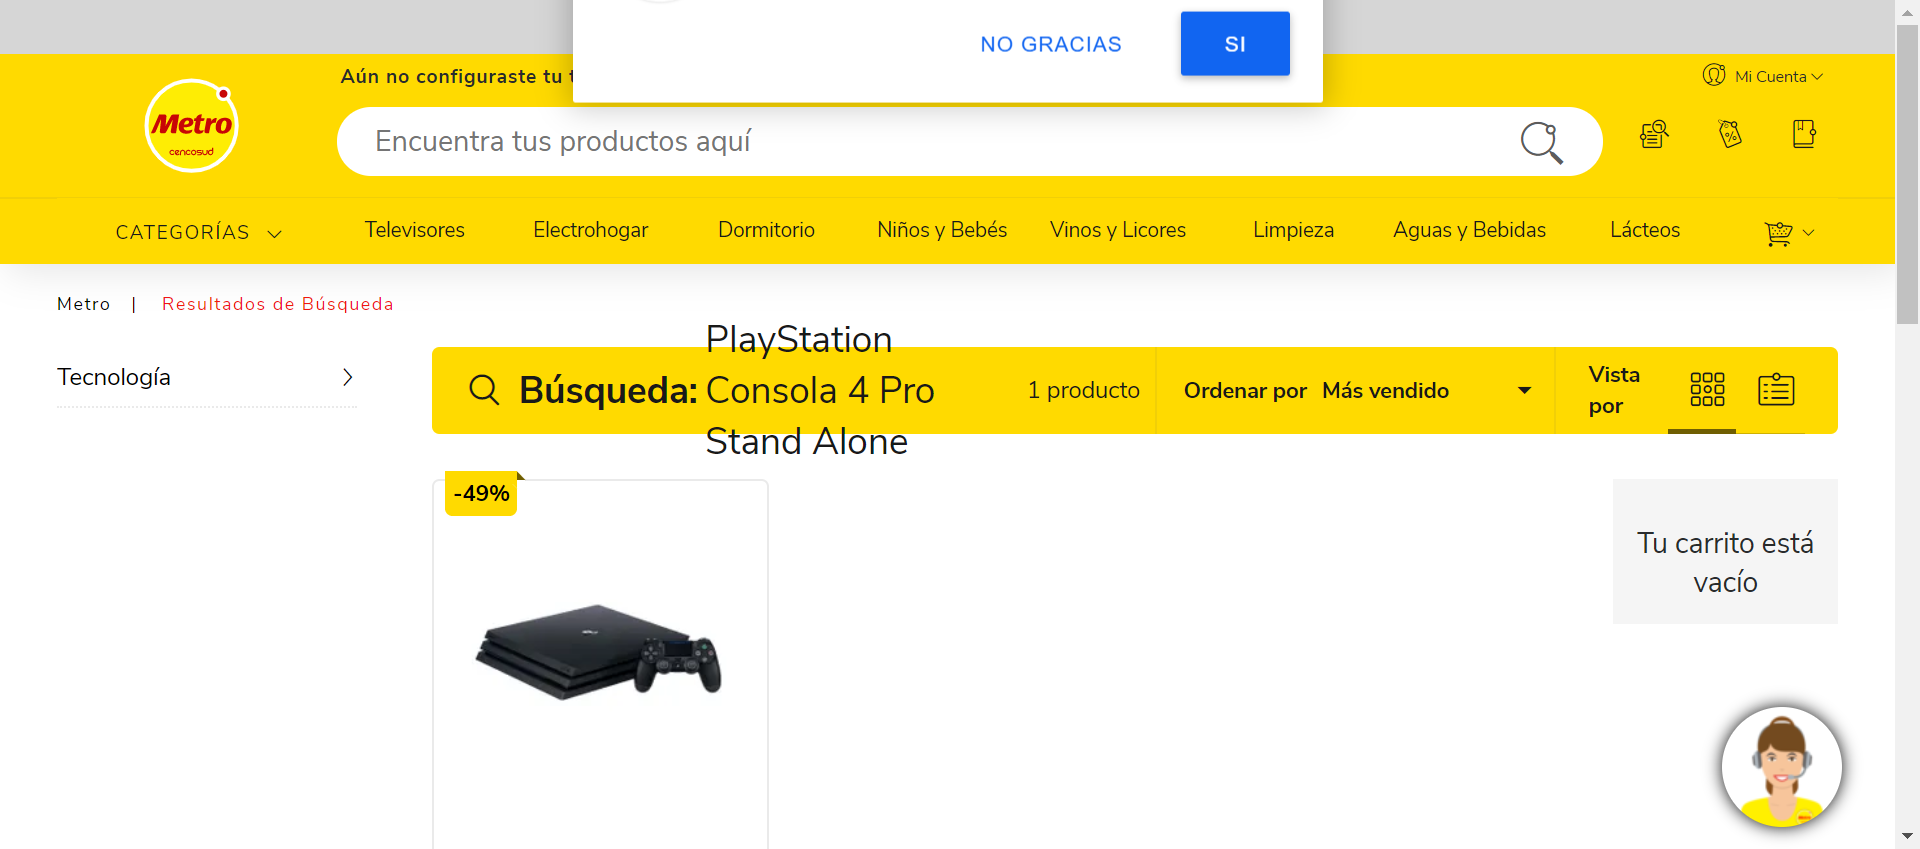 NO GRACIAS
SI
Aún no configuraste tu t
Mi Cuenta
Metro
cencosud
Encuentra tus productos aquí
CATEGORÍAS
Televisores
Electrohogar
Dormitorio
Niños y Bebés
Vinos y Licores
Limpieza
Aguas y Bebidas
Lácteos
Metro | Resultados de Búsqueda
Tecnología
Búsqueda:
PlayStation
Consola 4 Pro
Stand Alone
1 producto
Ordenar por Más vendido
Vista
por
-49%
Tu carrito está
vacío